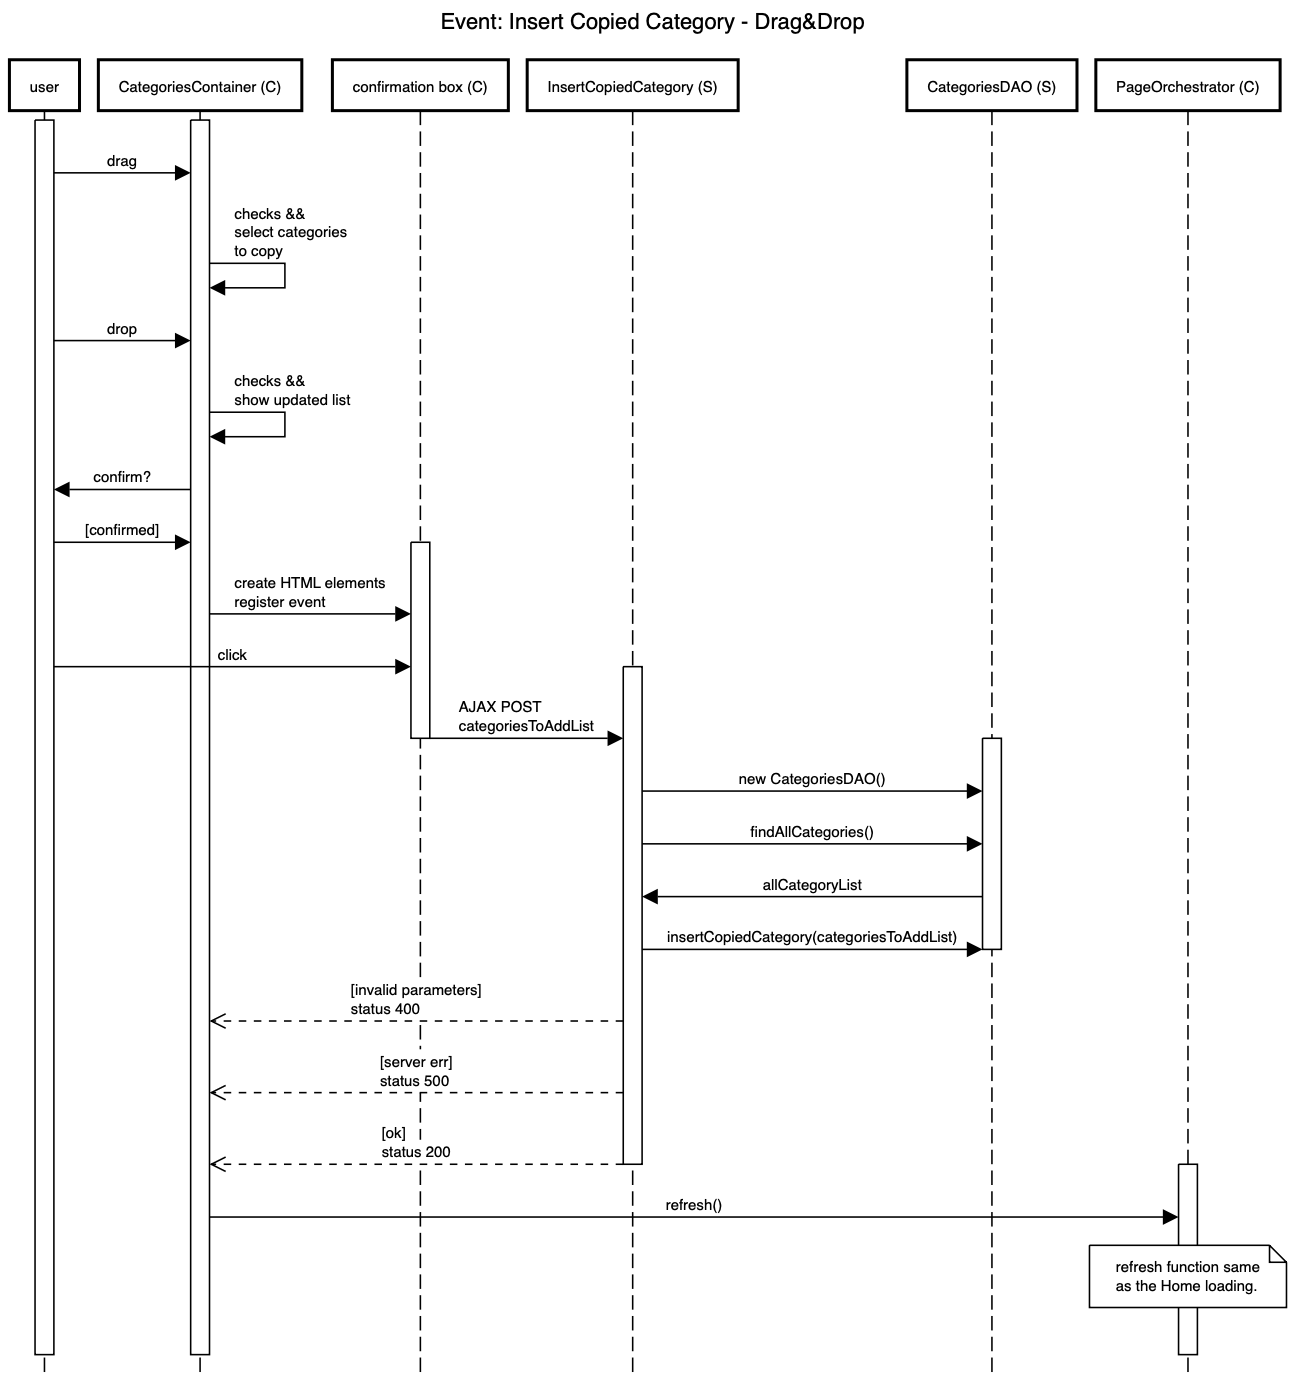 Event: Insert Copied Category - Drag&Drop
user
CategoriesContainer (C)
confirmation box (C)
InsertCopiedCategory (S)
CategoriesDAO (S)
PageOrchestrator (C)
drag
checks &&
select categories
to copy
drop
checks &&
show updated list
confirm?
[confirmed]
create HTML elements
register event
click
AJAX POST
categoriesToAddList
new CategoriesDAO()
findAllCategories()
allCategoryList
insertCopiedCategory(categoriesToAddList)
[invalid parameters]
status 400
[server err]
status 500
[ok]
status 200
refresh()
refresh function same
as the Home loading.